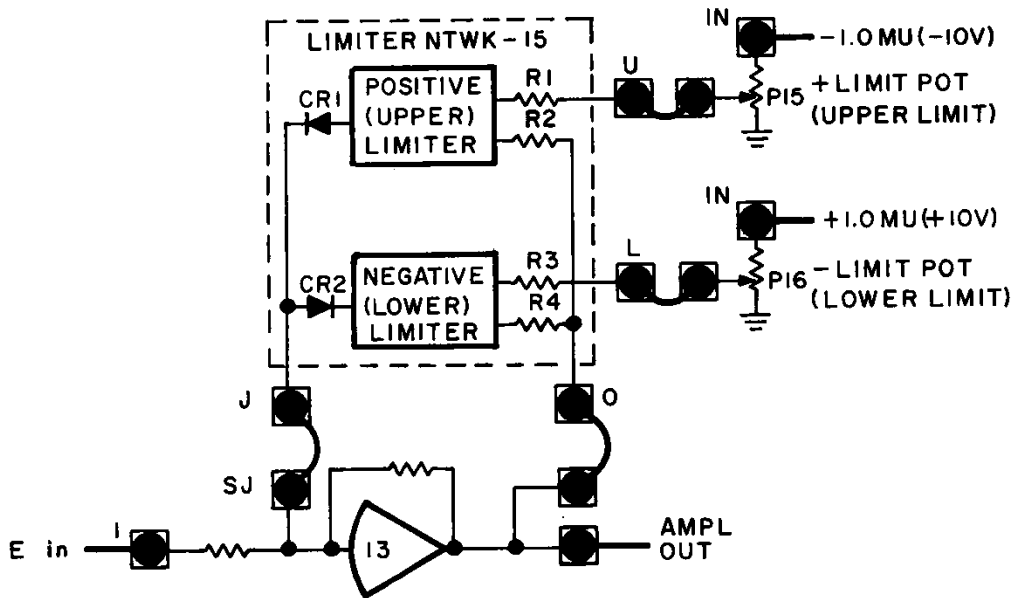 LIMITER NTWK-15
CR1
POSITIVE
(UPPER)
LIMITER
R1
R2
U
IN
-1.0 MU (-10V)
P15
+LIMIT POT
(UPPER LIMIT)
CR2
NEGATIVE
(LOWER)
LIMITER
R3
R4
L
IN
+1.0 MU (+10V)
P16
-LIMIT POT
(LOWER LIMIT)
J
O
SJ
E in
1
13
AMPL
OUT